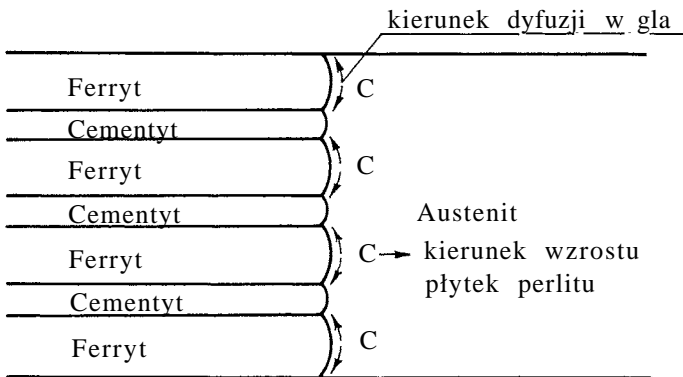 kierunek dyfuzji w gla
Ferryt
C
Cementyt
Ferryt
C
Cementyt
Austenit
Ferryt
C → kierunek wzrostu
płytek perlitu
Cementyt
Ferryt
C